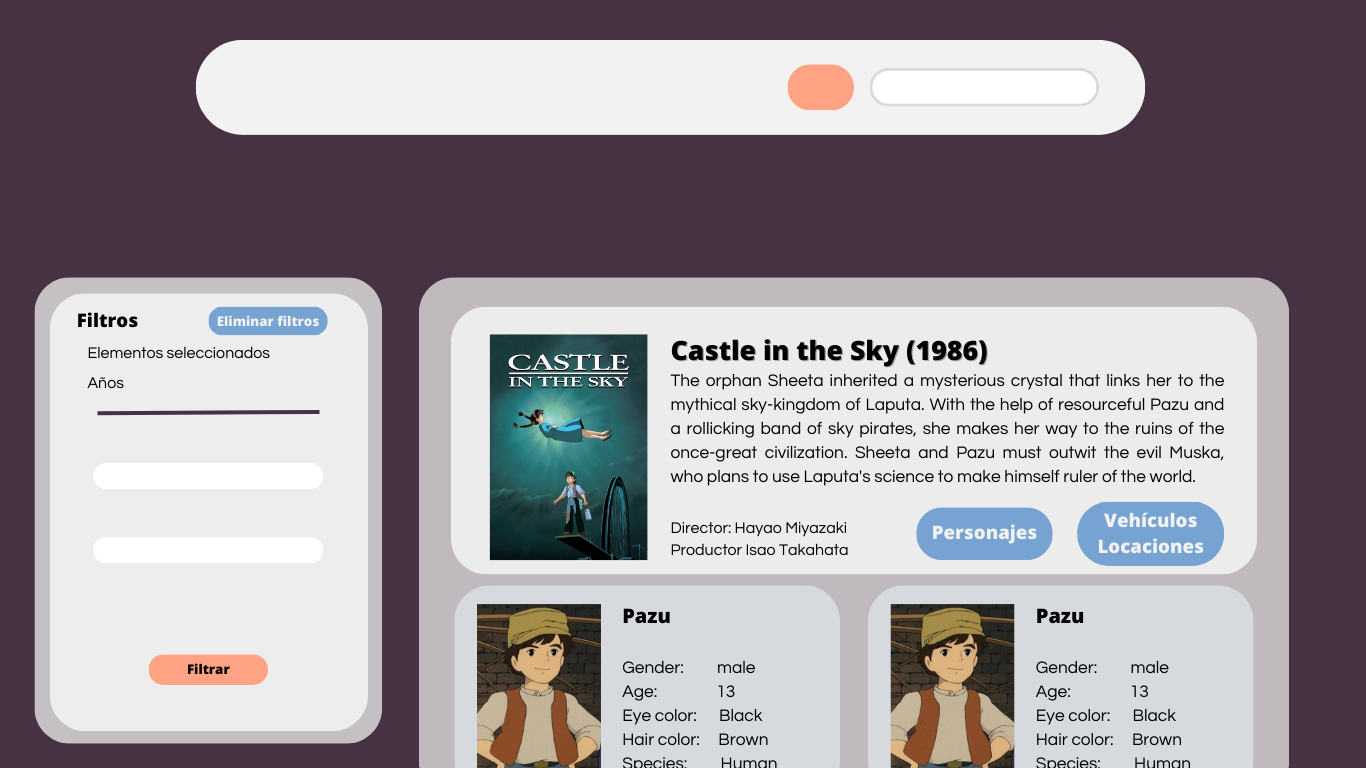 Filtros
Eliminar filtros
Elementos seleccionados
Años
Filtrar
CASTLE
IN THE SKY
Castle in the Sky (1986)
The orphan Sheeta inherited a mysterious crystal that links her to the
mythical sky-kingdom of Laputa. With the help of resourceful Pazu and
a rollicking band of sky pirates, she makes her way to the ruins of the
once-great civilization. Sheeta and Pazu must outwit the evil Muska,
who plans to use Laputa's science to make himself ruler of the world.
Director: Hayao Miyazaki
Productor Isao Takahata
Personajes
Vehículos
Locaciones
Pazu
Gender: male
Age: 13
Eye color: Black
Hair color: Brown
Species: Human
Pazu
Gender: male
Age: 13
Eye color: Black
Hair color: Brown
Species: Human